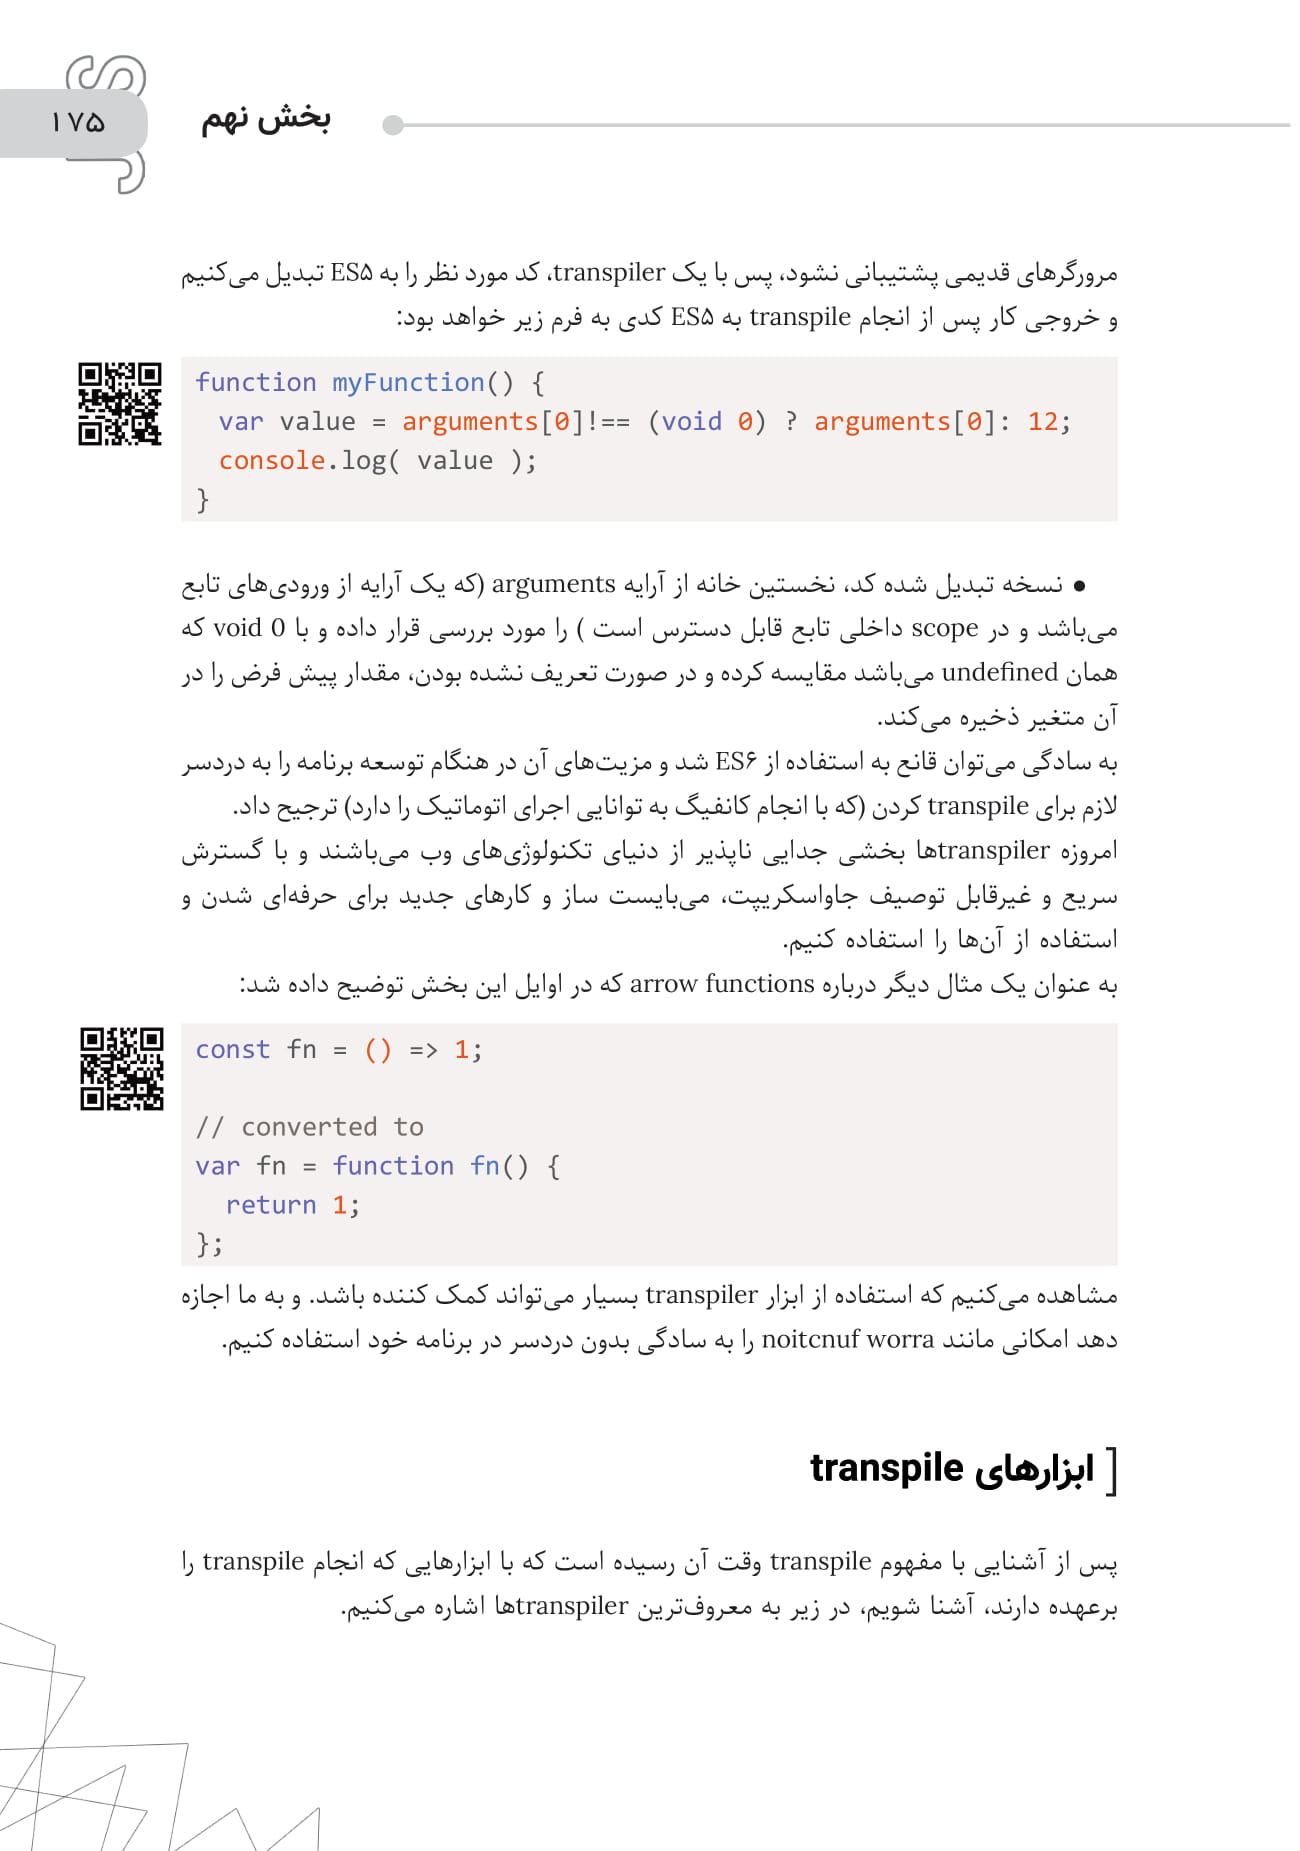 ۱۷۵
بخش نهم
JS
مرورگرهای قدیمی پشتیبانی نشود، پس با یک transpiler، کد مورد نظر را به ES۵ تبدیل می‌کنیم
و خروجی کار پس از انجام transpile به ES۵ کدی به فرم زیر خواهد بود:
function myFunction() {
var value = arguments[0]!== (void 0) ? arguments[0]: 12;
console.log( value );
}
● نسخه تبدیل شده کد، نخستین خانه از آرایه arguments (که یک آرایه از ورودی‌های تابع
می‌باشد و در scope داخلی تابع قابل دسترس است ) را مورد بررسی قرار داده و با void 0 که
همان undefined می‌باشد مقایسه کرده و در صورت تعریف نشده بودن، مقدار پیش فرض را در
آن متغیر ذخیره می‌کند.
به سادگی می‌توان قانع به استفاده از ES۶ شد و مزیت‌های آن در هنگام توسعه برنامه را به دردسر
لازم برای transpile کردن (که با انجام کانفیگ به توانایی اجرای اتوماتیک را دارد) ترجیح داد.
امروزه transpilerها بخشی جدایی ناپذیر از دنیای تکنولوژی‌های وب می‌باشند و با گسترش
سریع و غیرقابل توصیف جاواسکریپت، می‌بایست ساز و کارهای جدید برای حرفه‌ای شدن و
استفاده از آن‌ها را استفاده کنیم.
به عنوان یک مثال دیگر درباره arrow functions که در اوایل این بخش توضیح داده شد:
const fn = () => 1;
// converted to
var fn = function fn() {
return 1;
};
مشاهده می‌کنیم که استفاده از ابزار transpiler بسیار می‌تواند کمک کننده باشد. و به ما اجازه
دهد امکانی مانند noitcnuf worra را به سادگی بدون دردسر در برنامه خود استفاده کنیم.
[ ابزارهای transpile
پس از آشنایی با مفهوم transpile وقت آن رسیده است که با ابزارهایی که انجام transpile را
برعهده دارند، آشنا شویم، در زیر به معروف‌ترین transpilerها اشاره می‌کنیم.